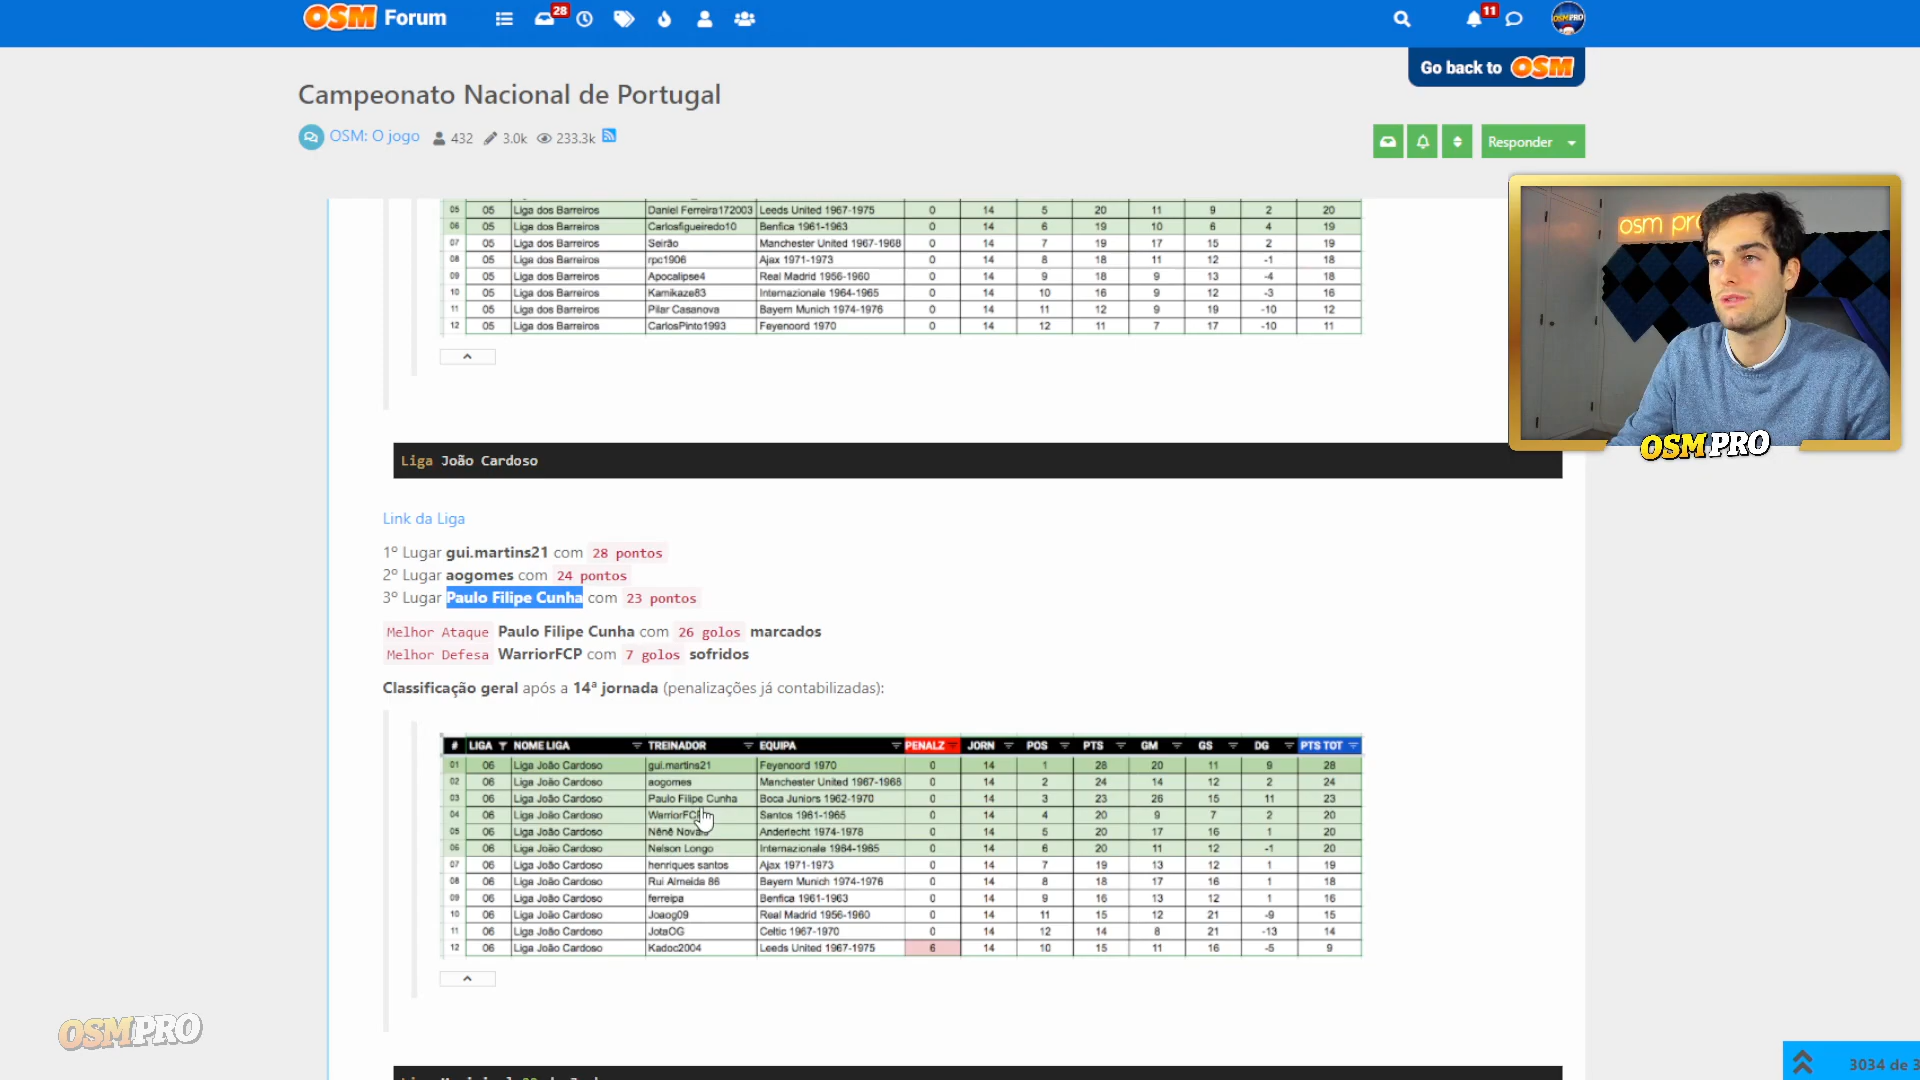 OSM Forum 28 11
Go back to OSM
Campeonato Nacional de Portugal
OSM: O jogo 432 3.0k 233.3k
Responder
osm pro
05 05 Liga dos Barreiros Daniel Ferreira172003 Leeds United 1967-1975 0 14 5 20 11 9 2 20
06 05 Liga dos Barreiros Carlosfigueiredo10 Benfica 1961-1963 0 14 6 19 10 6 4 19
07 05 Liga dos Barreiros Seirão Manchester United 1967-1968 0 14 7 19 17 15 2 19
08 05 Liga dos Barreiros rpc1906 Ajax 1971-1973 0 14 8 18 11 12 -1 18
09 05 Liga dos Barreiros Apocalipse4 Real Madrid 1956-1960 0 14 9 18 9 13 -4 18
10 05 Liga dos Barreiros Kamikaze83 Internazionale 1964-1965 0 14 10 16 9 12 -3 16
11 05 Liga dos Barreiros Pilar Casanova Bayern Munich 1974-1976 0 14 11 12 9 19 -10 12
12 05 Liga dos Barreiros CarlosPinto1993 Feyenoord 1970 0 14 12 11 7 17 -10 11
OSM PRO
Liga João Cardoso
Link da Liga
1º Lugar gui.martins21 com 28 pontos
2º Lugar aogomes com 24 pontos
3º Lugar Paulo Filipe Cunha com 23 pontos
Melhor Ataque Paulo Filipe Cunha com 26 golos marcados
Melhor Defesa WarriorFCP com 7 golos sofridos
Classificação geral após a 14ª jornada (penalizações já contabilizadas):
# LIGA NOME LIGA TREINADOR EQUIPA PENALZ JORN POS PTS GM GS DG PTS TOT
01 06 Liga João Cardoso gui.martins21 Feyenoord 1970 0 14 1 28 20 11 9 28
02 06 Liga João Cardoso aogomes Manchester United 1967-1968 0 14 2 24 14 12 2 24
03 06 Liga João Cardoso Paulo Filipe Cunha Boca Juniors 1962-1970 0 14 3 23 26 15 11 23
04 06 Liga João Cardoso WarriorFCP Santos 1961-1965 0 14 4 20 9 7 2 20
05 06 Liga João Cardoso Nênê Novais Anderlecht 1974-1978 0 14 5 20 17 16 1 20
06 06 Liga João Cardoso Nelson Longo Internazionale 1964-1965 0 14 6 20 11 12 -1 20
07 06 Liga João Cardoso henriques santos Ajax 1971-1973 0 14 7 19 13 12 1 19
08 06 Liga João Cardoso Rui Almeida 86 Bayern Munich 1974-1976 0 14 8 18 17 16 1 18
09 06 Liga João Cardoso ferreipa Benfica 1961-1963 0 14 9 16 13 12 1 16
10 06 Liga João Cardoso Joaog09 Real Madrid 1956-1960 0 14 11 15 12 21 -9 15
11 06 Liga João Cardoso JotaOG Celtic 1967-1970 0 14 12 14 8 21 -13 14
12 06 Liga João Cardoso Kadoc2004 Leeds United 1967-1975 6 14 10 15 11 16 -5 9
OSM PRO
3034 de 3